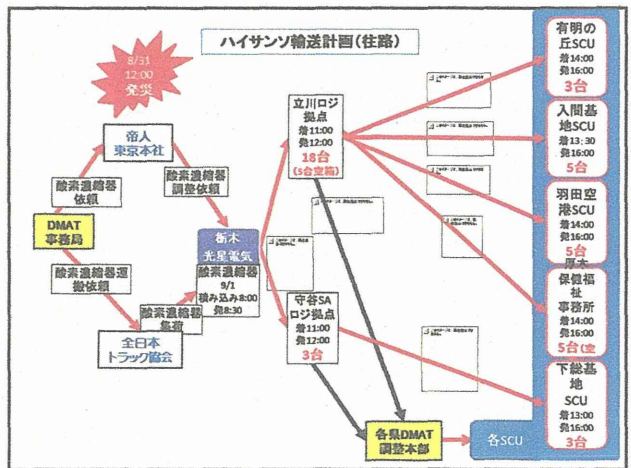 ハイサンソ輸送計画(往路)
8/31
12:00
発災
帝人
東京本社
酸素濃縮器
依頼
酸素濃縮器
調整依頼
DMAT
事務局
酸素濃縮器運
搬依頼
酸素濃縮器
集荷
全日本
トラック協会
栃木
光星電気
酸素濃縮器
9/1
積み込み8:00
発8:30
立川ロジ
拠点
着11:00
発12:00
18台
(5台空箱)
守谷SA
ロジ拠点
着11:00
発12:00
3台
各県DMAT
調整本部
各SCU
有明の
丘SCU
着14:00
発16:00
3台
入間基
地SCU
着13:30
発16:00
5台
羽田空
港SCU
着14:00
発16:00
5台
厚木
保健福
祉
事務所
着14:00
発16:00
5台(空
下総基
地
SCU
着13:00
発16:00
3台